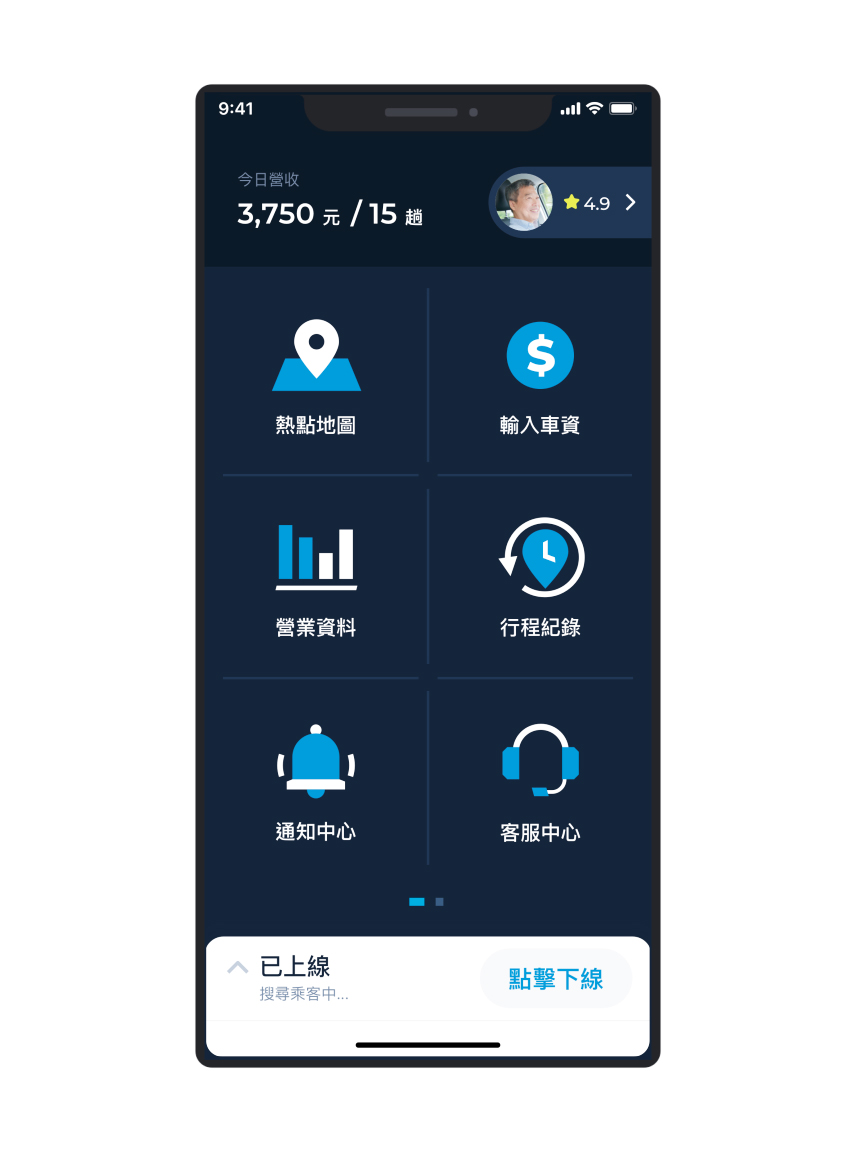 9:41
今日營收
3,750 元 / 15 趟
4.9
熱點地圖
輸入車資
營業資料
行程紀錄
通知中心
客服中心
已上線
搜尋乘客中...
點擊下線